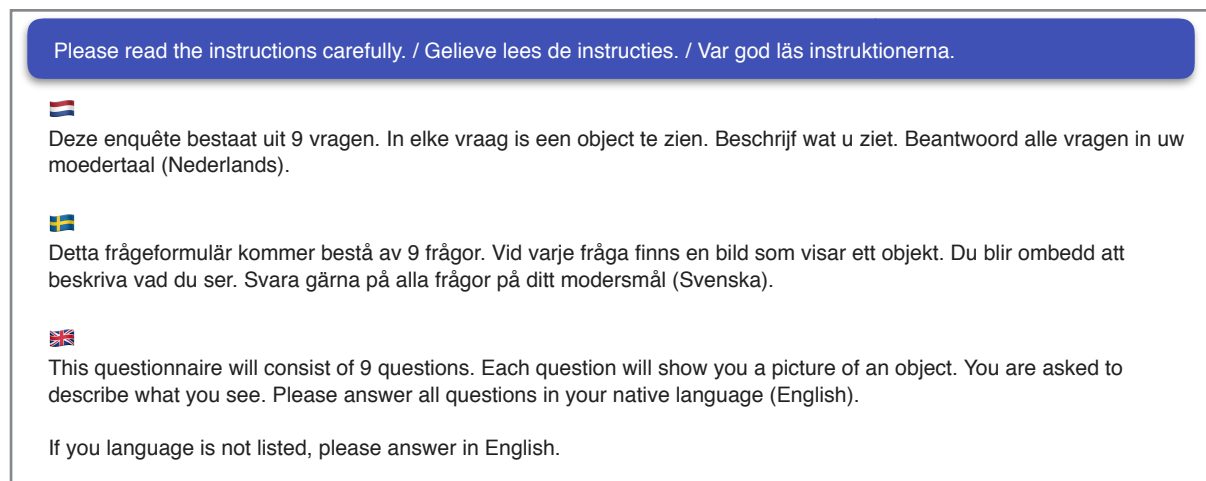 Please read the instructions carefully. / Gelieve lees de instructies. / Var god läs instruktionerna.
Deze enquête bestaat uit 9 vragen. In elke vraag is een object te zien. Beschrijf wat u ziet. Beantwoord alle vragen in uw
moedertaal (Nederlands).
Detta frågeformulär kommer bestå av 9 frågor. Vid varje fråga finns en bild som visar ett objekt. Du blir ombedd att
beskriva vad du ser. Svara gärna på alla frågor på ditt modersmål (Svenska).
This questionnaire will consist of 9 questions. Each question will show you a picture of an object. You are asked to
describe what you see. Please answer all questions in your native language (English).
If you language is not listed, please answer in English.